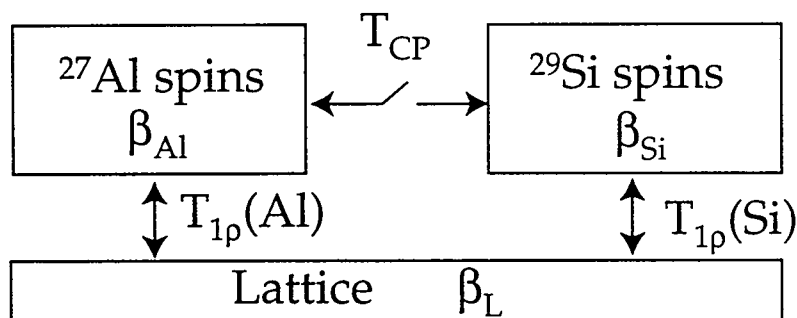 T_CP
²⁷Al spins
β_Al
²⁹Si spins
β_Si
T_1ρ(Al)
T_1ρ(Si)
Lattice β_L